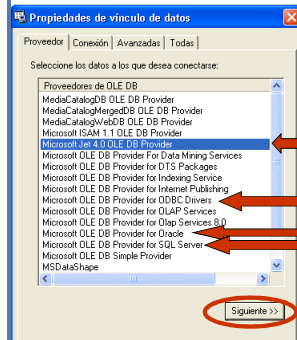 Propiedades de vínculo de datos
Proveedor Conexión Avanzadas Todas
Seleccione los datos a los que desea conectarse:
Proveedores de OLE DB
MediaCatalogDB OLE DB Provider
MediaCatalogMergedDB OLE DB Provider
MediaCatalogWebDB OLE DB Provider
Microsoft ISAM 1.1 OLE DB Provider
Microsoft Jet 4.0 OLE DB Provider
Microsoft OLE DB Provider For Data Mining Services
Microsoft OLE DB Provider for DTS Packages
Microsoft OLE DB Provider for Indexing Service
Microsoft OLE DB Provider for Internet Publishing
Microsoft OLE DB Provider for ODBC Drivers
Microsoft OLE DB Provider for OLAP Services
Microsoft OLE DB Provider for Olap Services 8.0
Microsoft OLE DB Provider for Oracle
Microsoft OLE DB Provider for SQL Server
Microsoft OLE DB Simple Provider
MSDataShape
Siguiente >>